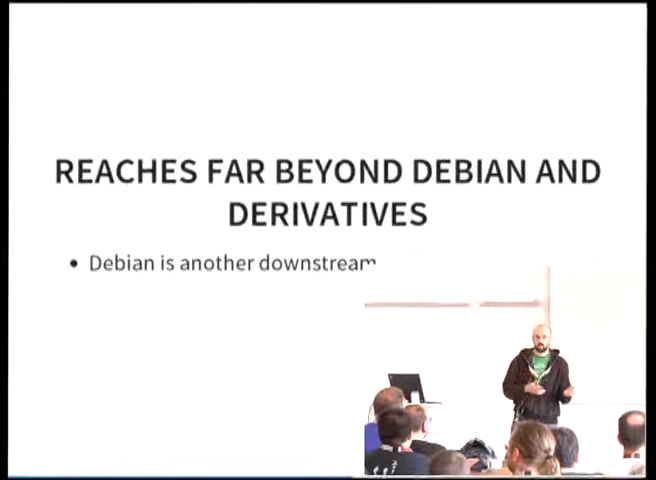 REACHES FAR BEYOND DEBIAN AND
DERIVATIVES
• Debian is another downstream